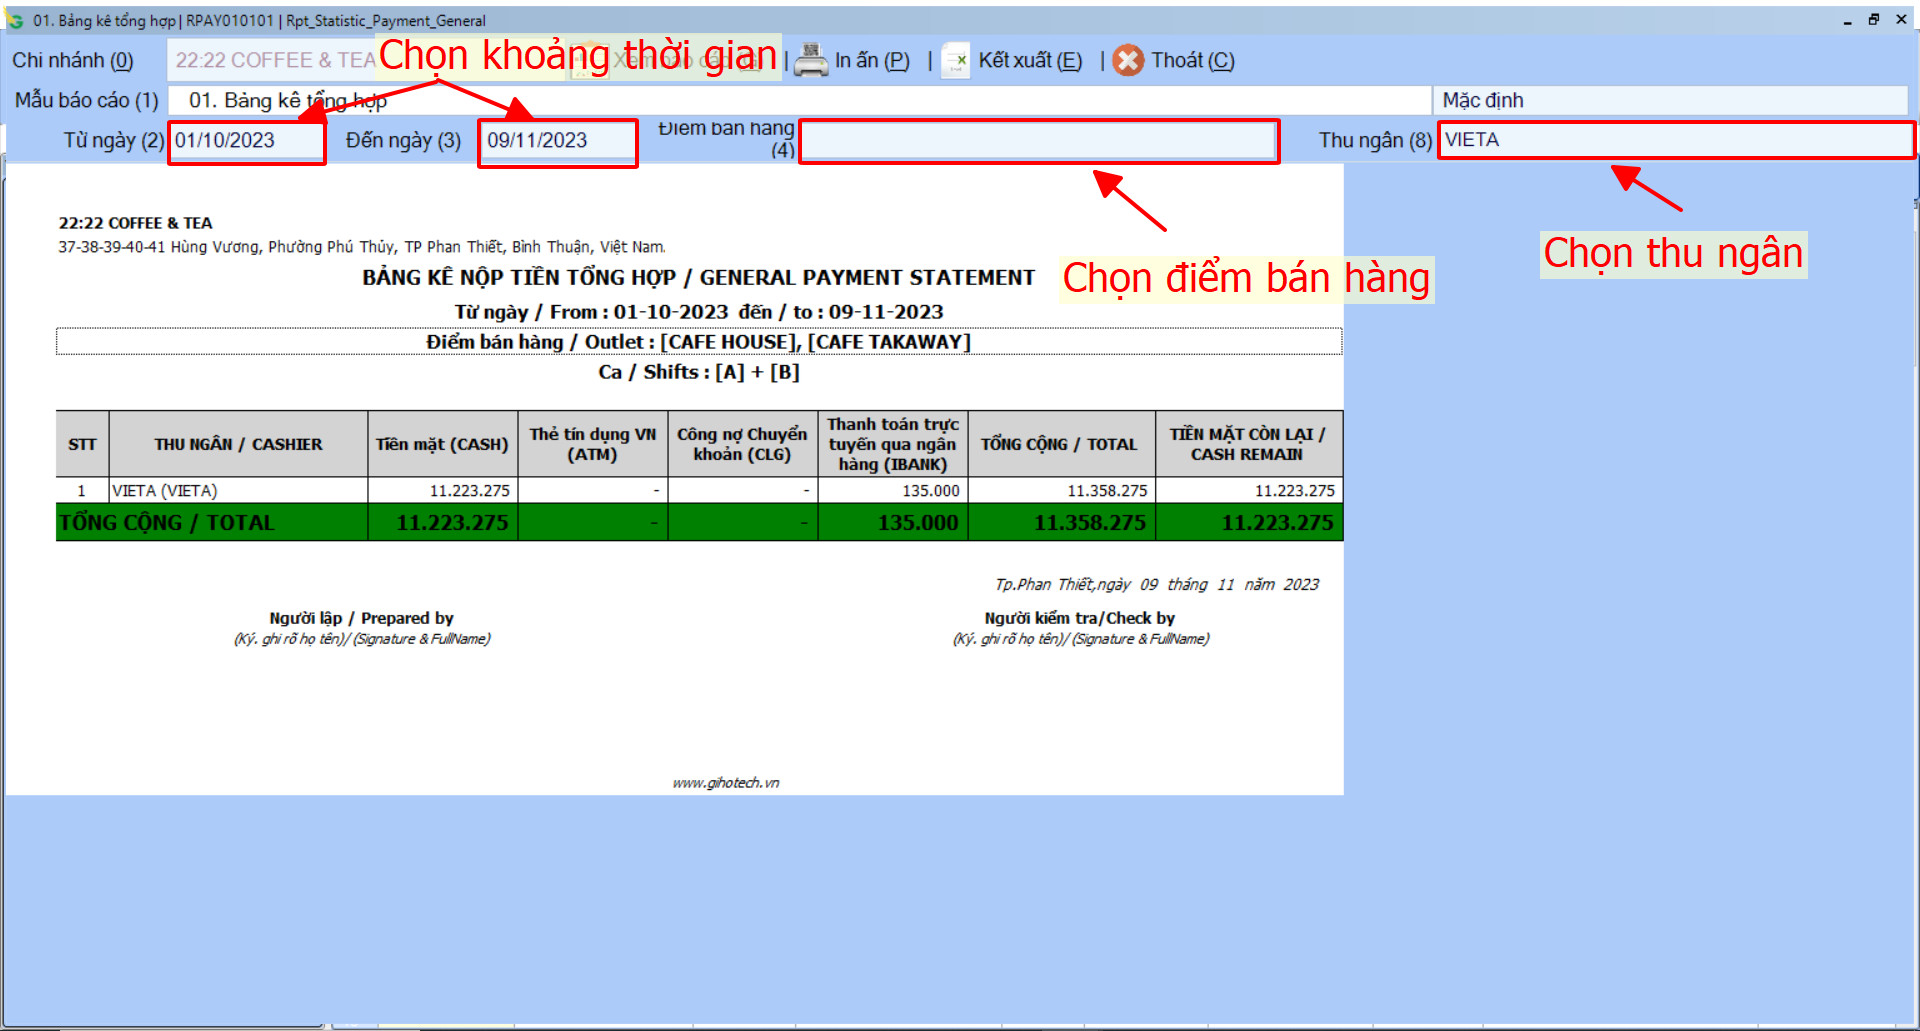 01. Bảng kê tổng hợp | RPAY010101 | Rpt_Statistic_Payment_General
Chi nhánh (0) 22:22 COFFEE & TEA
Chọn khoảng thời gian
| In ấn (P) | Kết xuất (E) | Thoát (C)
Mẫu báo cáo (1) 01. Bảng kê tổng hợp Mặc định
Từ ngày (2) 01/10/2023 Đến ngày (3) 09/11/2023 Điểm bán hàng (4) Thu ngân (8) VIETA
Chọn điểm bán hàng
Chọn thu ngân
22:22 COFFEE & TEA
37-38-39-40-41 Hùng Vương, Phường Phú Thủy, TP Phan Thiết, Bình Thuận, Việt Nam.
BẢNG KÊ NỘP TIỀN TỔNG HỢP / GENERAL PAYMENT STATEMENT
Từ ngày / From : 01-10-2023 đến / to : 09-11-2023
Điểm bán hàng / Outlet : [CAFE HOUSE], [CAFE TAKAWAY]
Ca / Shifts : [A] + [B]
STT THU NGÂN / CASHIER Tiền mặt (CASH) Thẻ tín dụng VN (ATM) Công nợ Chuyển khoản (CLG) Thanh toán trực tuyến qua ngân hàng (IBANK) TỔNG CỘNG / TOTAL TIỀN MẶT CÒN LẠI / CASH REMAIN
1 VIETA (VIETA) 11.223.275 - - 135.000 11.358.275 11.223.275
TỔNG CỘNG / TOTAL 11.223.275 - - 135.000 11.358.275 11.223.275
Tp.Phan Thiết,ngày 09 tháng 11 năm 2023
Người lập / Prepared by Người kiểm tra/Check by
(Ký. ghi rõ họ tên)/ (Signature & FullName) (Ký. ghi rõ họ tên)/ (Signature & FullName)
www.gihotech.vn